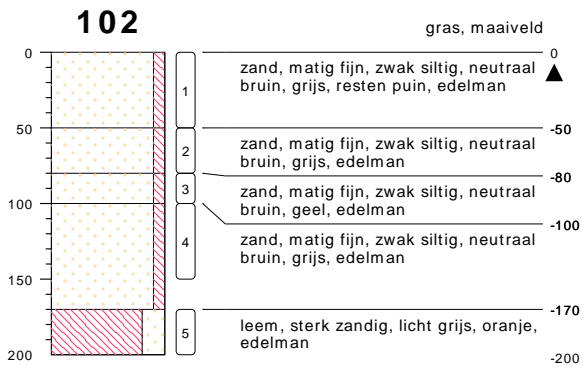 102
gras, maaiveld
0
0
zand, matig fijn, zwak siltig, neutraal
bruin, grijs, resten puin, edelman
1
50
-50
zand, matig fijn, zwak siltig, neutraal
bruin, grijs, edelman
2
-80
zand, matig fijn, zwak siltig, neutraal
bruin, geel, edelman
3
100
-100
zand, matig fijn, zwak siltig, neutraal
bruin, grijs, edelman
4
150
-170
leem, sterk zandig, licht grijs, oranje,
edelman
5
200
-200